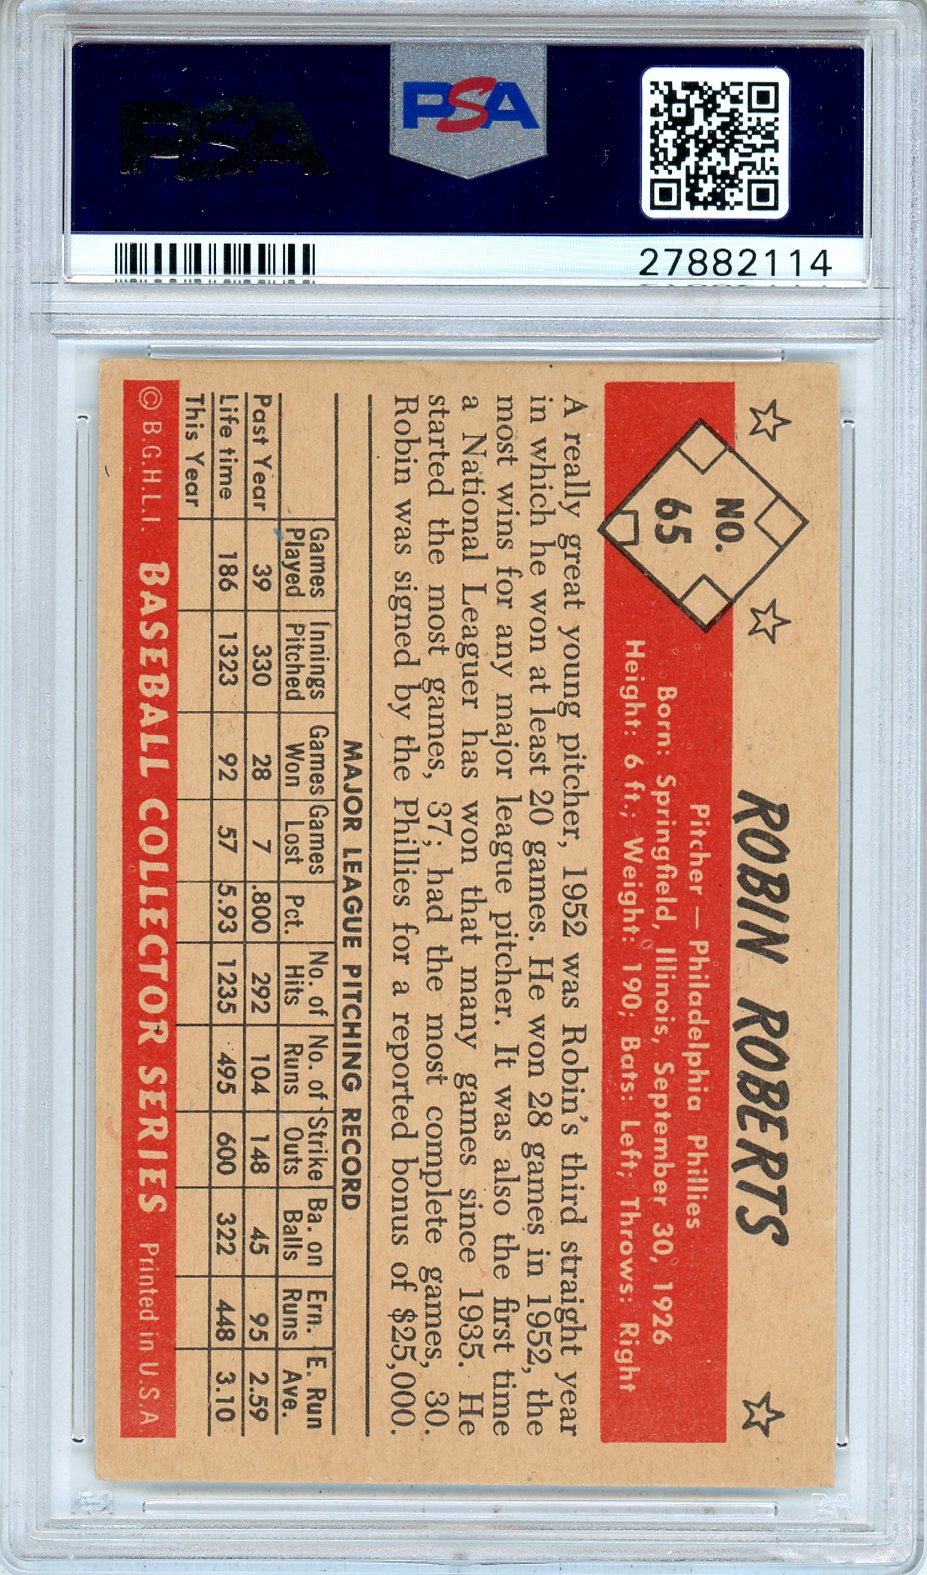 PSA
PSA
27882114
NO.
65
ROBIN ROBERTS
Pitcher — Philadelphia Phillies
Born: Springfield, Illinois, September 30, 1926
Height: 6 ft.; Weight: 190; Bats: Left; Throws: Right
A really great young pitcher, 1952 was Robin's third straight year
in which he won at least 20 games. He won 28 games in 1952, the
most wins for any major league pitcher. It was also the first time
a National Leaguer has won that many games since 1935. He
started the most games, 37; had the most complete games, 30.
Robin was signed by the Phillies for a reported bonus of $25,000.
MAJOR LEAGUE PITCHING RECORD
Games Played Innings Pitched Games Won Games Lost Pct. No. of Hits No. of Runs Strike Outs Ba. on Balls Ern. Runs E. Run Ave.
Past Year 39 330 28 7 .800 292 104 148 45 95 2.59
Life time 186 1323 92 57 5.93 1235 495 600 322 448 3.10
This Year
© B.G.H.L.I. BASEBALL COLLECTOR SERIES Printed in U.S.A.